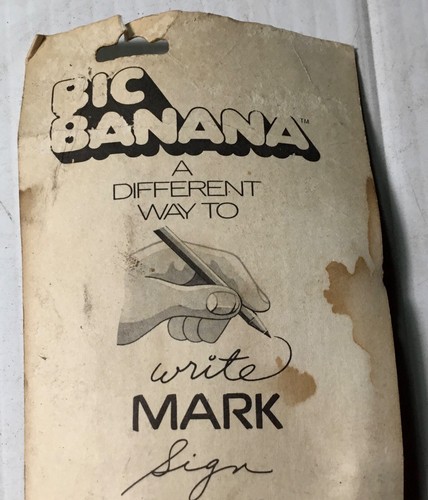 BIC
BANANA™
A
DIFFERENT
WAY TO
write
MARK
Sign